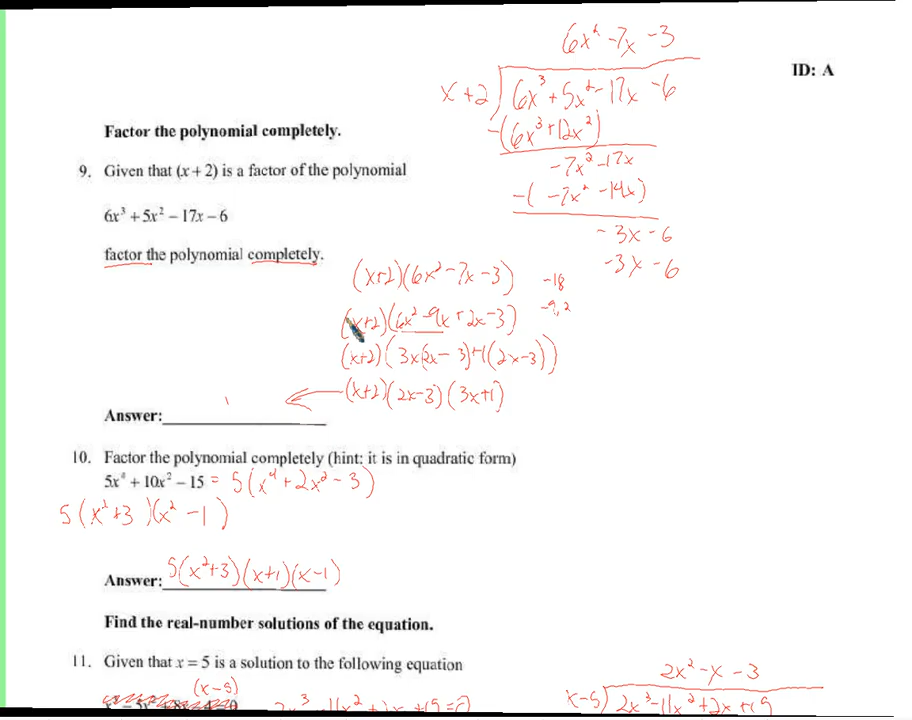 6x² -7x -3
ID: A
x+2) 6x³ + 5x² - 17x - 6
-(6x³ + 12x²)
Factor the polynomial completely.
-7x² - 17x
9. Given that (x + 2) is a factor of the polynomial
-( -7x² - 14x)
6x³ + 5x² − 17x − 6
- 3x - 6
factor the polynomial completely.
-3x - 6
(x+2)(6x² - 7x - 3) -18
(x+2)(6x² - 9x + 2x - 3) -9, 2
(x+2)(3x(2x - 3)+1(2x-3))
(x+2)(2x-3)(3x+1)
Answer:
10. Factor the polynomial completely (hint: it is in quadratic form)
5x⁴ + 10x² − 15 = 5(x⁴ + 2x² - 3)
5(x² + 3)(x² - 1)
Answer: 5(x²+3)(x+1)(x-1)
Find the real-number solutions of the equation.
11. Given that x = 5 is a solution to the following equation
2x² - x - 3
(x-5)
x-5) 2x³ - 11x² + 2x + 15